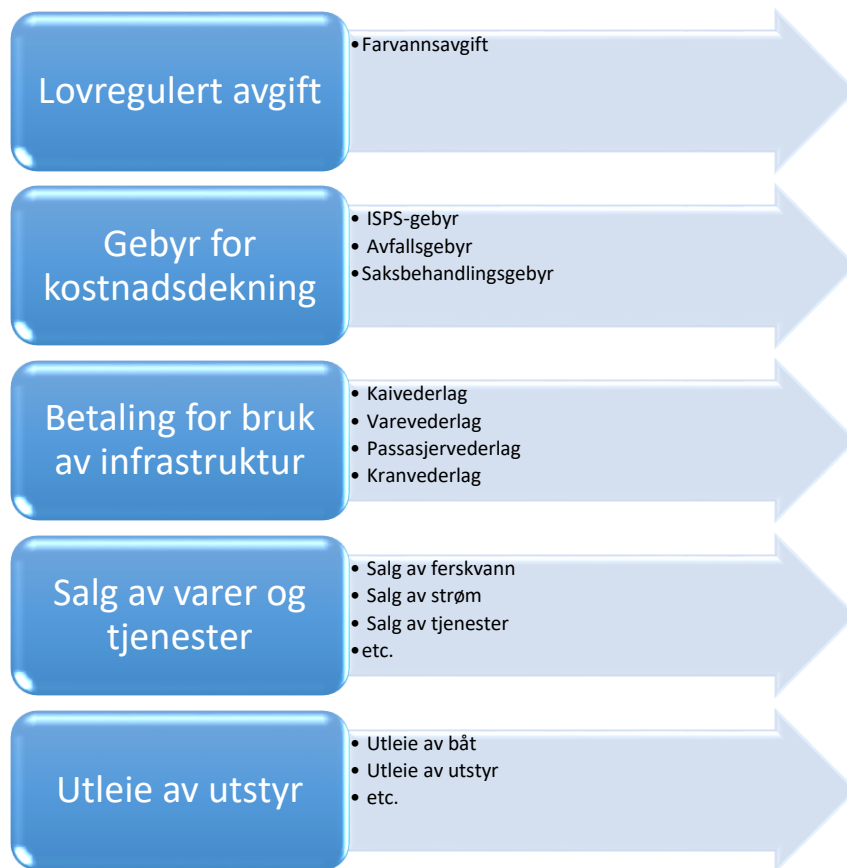 Lovregulert avgift
•Farvannsavgift
Gebyr for
kostnadsdekning
• ISPS-gebyr
• Avfallsgebyr
•Saksbehandlingsgebyr
Betaling for bruk
av infrastruktur
• Kaivederlag
• Varevederlag
• Passasjervederlag
• Kranvederlag
Salg av varer og
tjenester
• Salg av ferskvann
• Salg av strøm
• Salg av tjenester
•etc.
Utleie av utstyr
• Utleie av båt
• Utleie av utstyr
• etc.